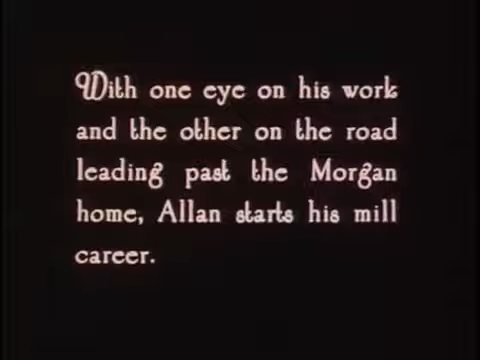 With one eye on his work
and the other on the road
leading past the Morgan
home, Allan starts his mill
career.